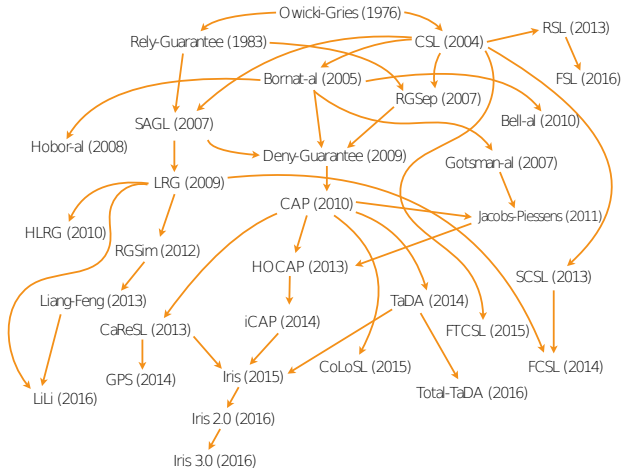 Owicki-Gries (1976)
RSL (2013)
Rely-Guarantee (1983)
CSL (2004)
Bornat-al (2005)
FSL (2016)
RGSep (2007)
SAGL (2007)
Bell-al (2010)
Hobor-al (2008)
Deny-Guarantee (2009)
Gotsman-al (2007)
LRG (2009)
CAP (2010)
Jacobs-Piessens (2011)
HLRG (2010)
RGSim (2012)
HOCAP (2013)
SCSL (2013)
Liang-Feng (2013)
TaDA (2014)
CaReSL (2013)
iCAP (2014)
FTCSL (2015)
GPS (2014)
Iris (2015)
CoLoSL (2015)
FCSL (2014)
LiLi (2016)
Total-TaDA (2016)
Iris 2.0 (2016)
Iris 3.0 (2016)